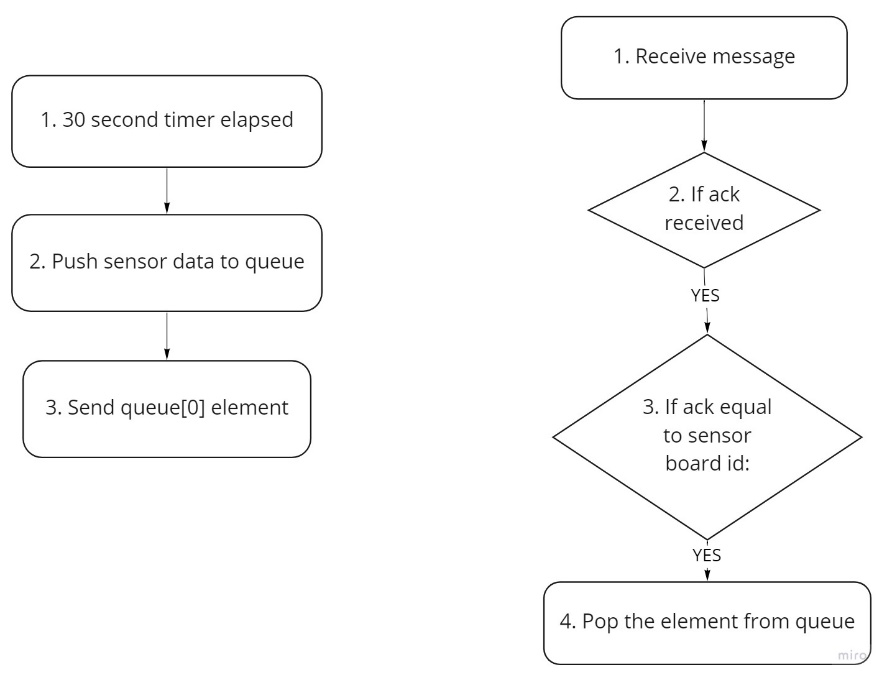 1. 30 second timer elapsed
2. Push sensor data to queue
3. Send queue[0] element
1. Receive message
2. If ack
received
YES
3. If ack equal
to sensor
board id:
YES
4. Pop the element from queue
miro